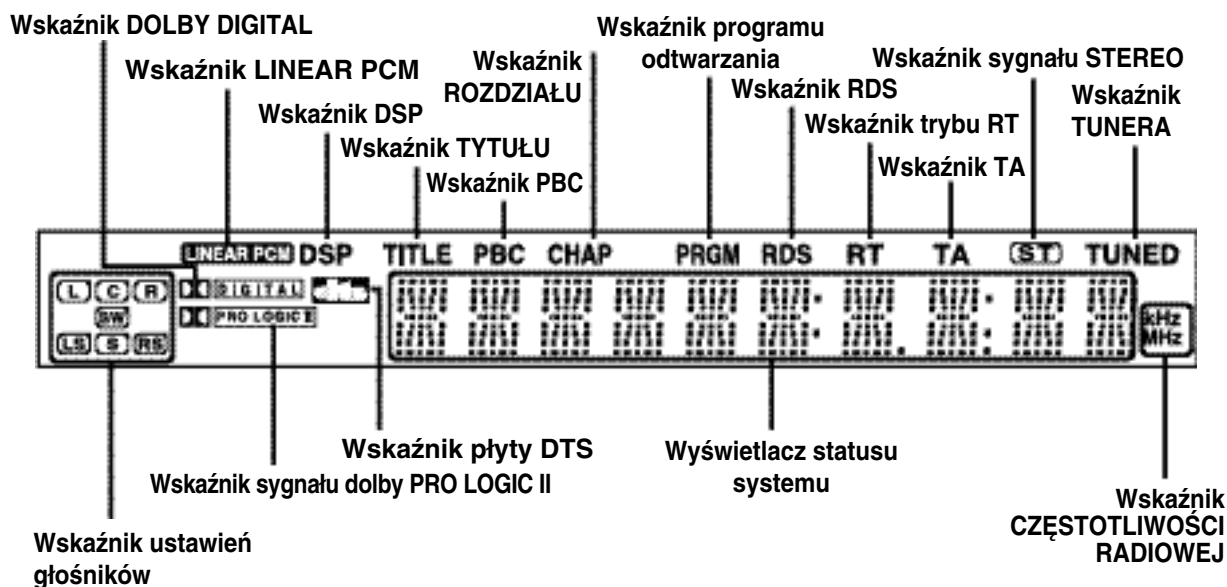 Wskaźnik DOLBY DIGITAL
Wskaźnik LINEAR PCM
Wskaźnik DSP
Wskaźnik TYTUŁU
Wskaźnik PBC
Wskaźnik
ROZDZIAŁU
Wskaźnik programu
odtwarzania
Wskaźnik RDS
Wskaźnik trybu RT
Wskaźnik TA
Wskaźnik sygnału STEREO
Wskaźnik
TUNERA
LINEAR PCM DSP TITLE PBC CHAP PRGM RDS RT TA ST TUNED
L C R
SW
LS S RS
DIGITAL dts
PRO LOGIC II
kHz
MHz
Wskaźnik płyty DTS
Wskaźnik sygnału dolby PRO LOGIC II
Wskaźnik ustawień
głośników
Wyświetlacz statusu
systemu
Wskaźnik
CZĘSTOTLIWOŚCI
RADIOWEJ